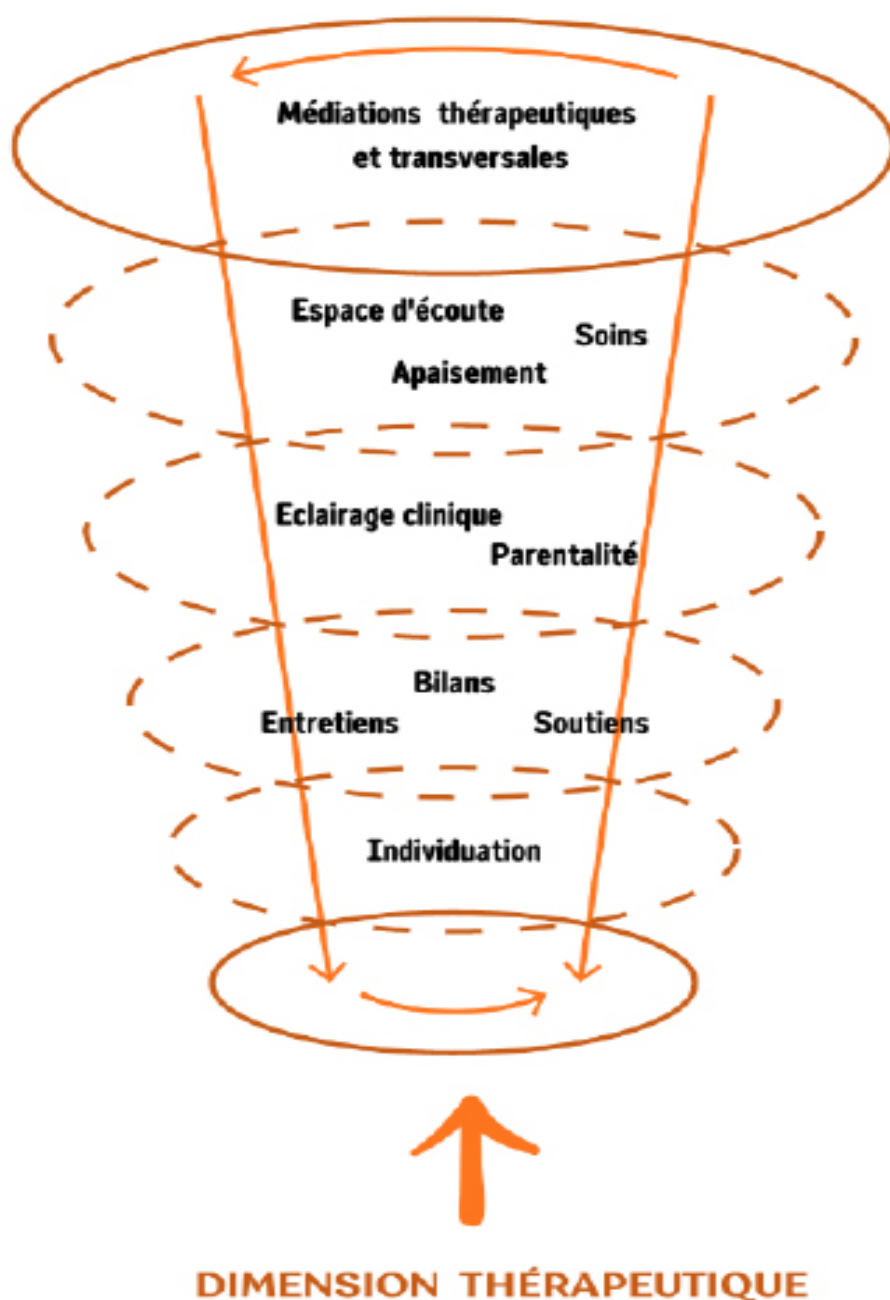 Médiations thérapeutiques
et transversales
Espace d'écoute
Soins
Apaisement
Eclairage clinique
Parentalité
Bilans
Entretiens
Soutiens
Individuation
DIMENSION THÉRAPEUTIQUE